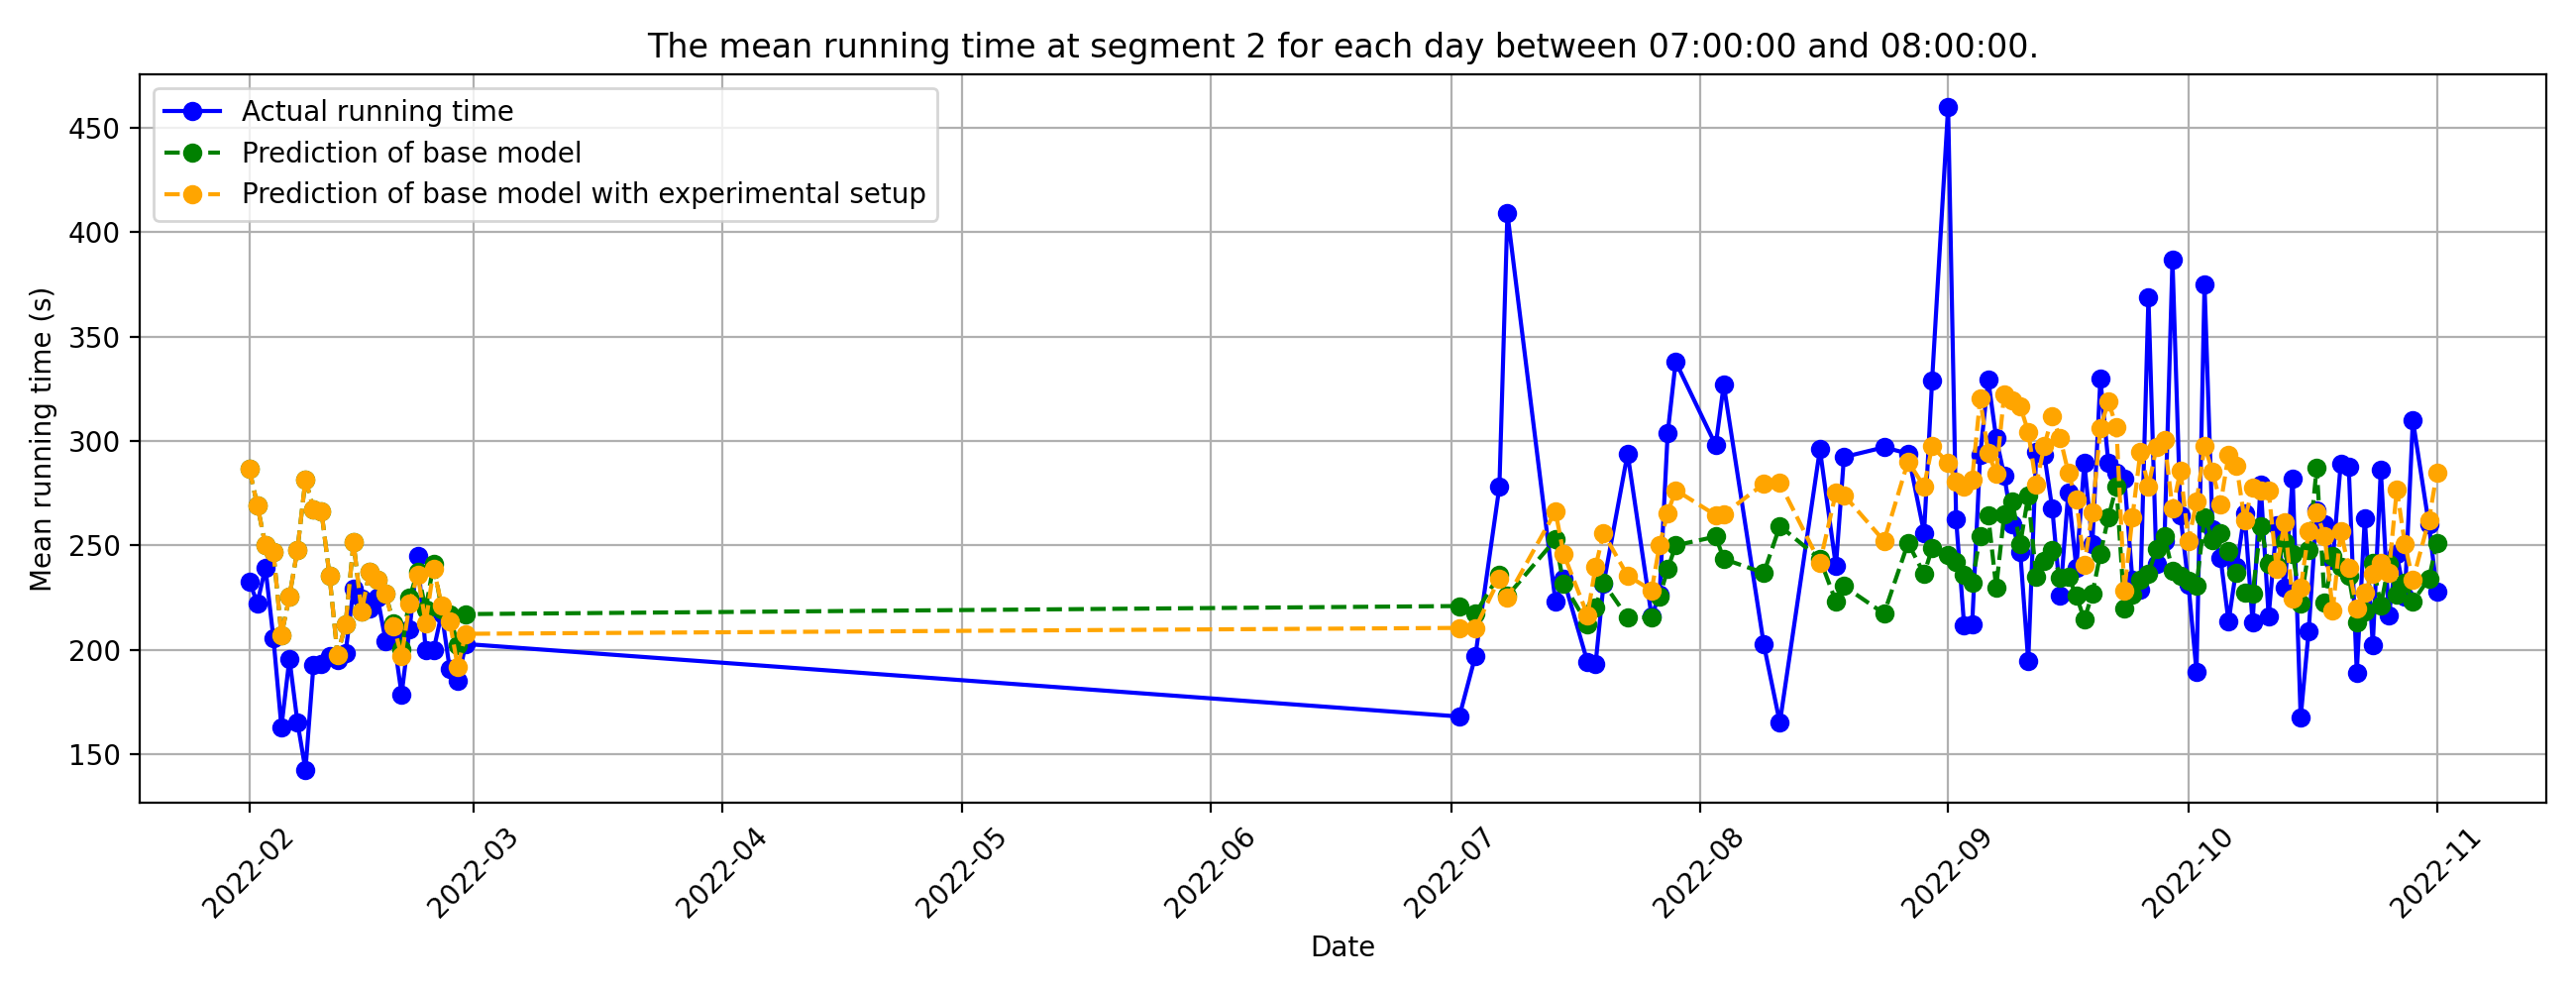 The mean running time at segment 2 for each day between 07:00:00 and 08:00:00.
Actual running time
Prediction of base model
Prediction of base model with experimental setup
Mean running time (s)
450
400
350
300
250
200
150
2022-02
2022-03
2022-04
2022-05
2022-06
2022-07
2022-08
2022-09
2022-10
2022-11
Date